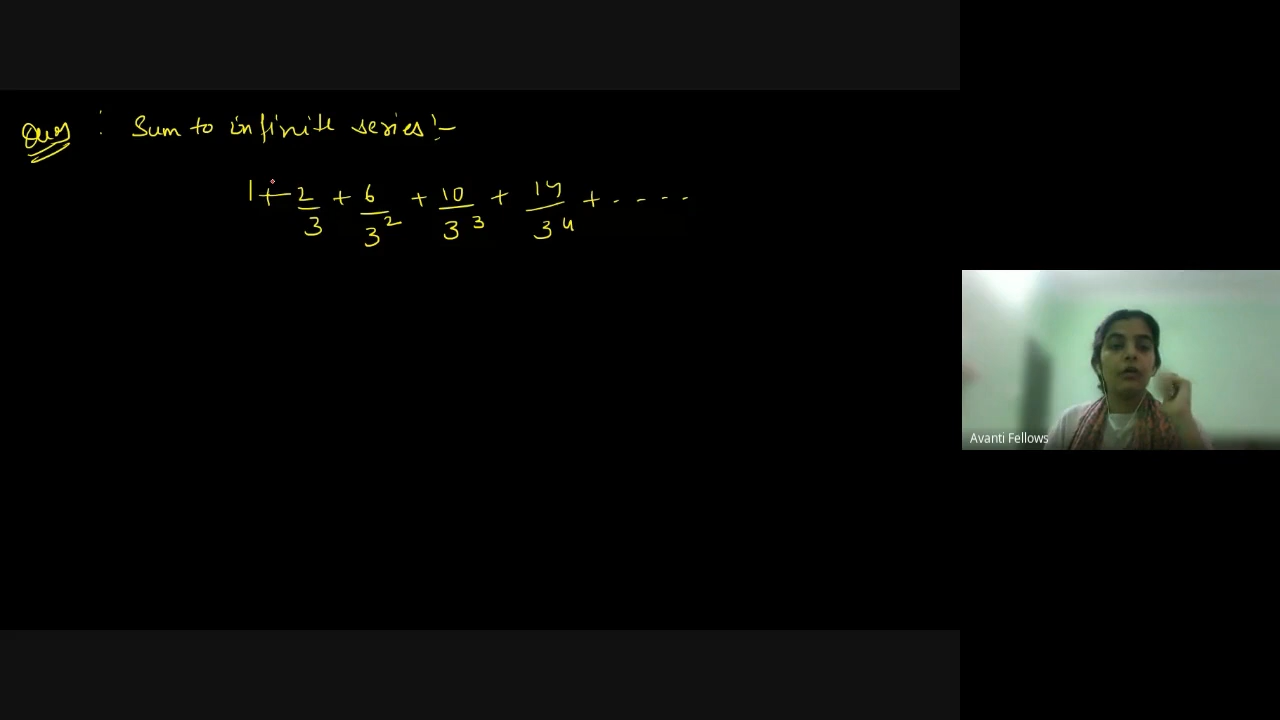 Ques : Sum to infinite series :-
1 + 2/3 + 6/3² + 10/3³ + 14/3⁴ + - - - -
Avanti Fellows